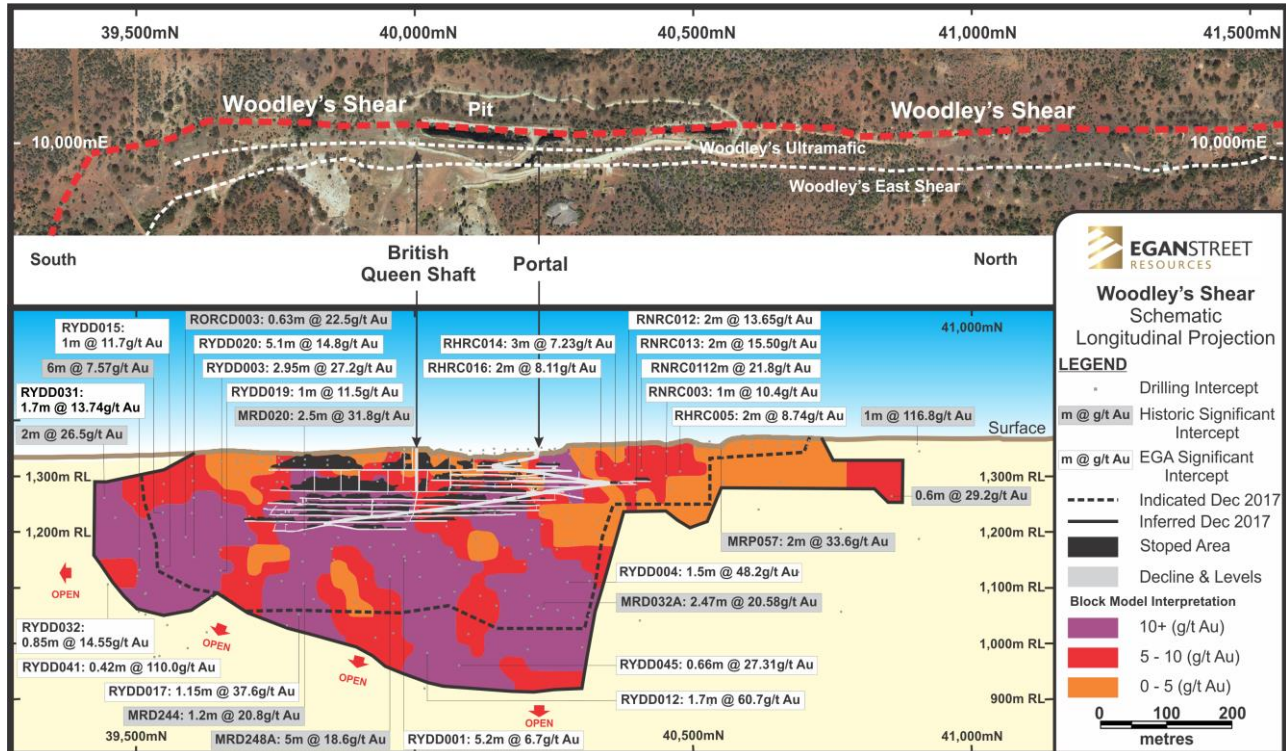 39,500mN
40,000mN
40,500mN
41,000mN
41,500mN
Woodley's Shear
Pit
Woodley's Shear
10,000mE
10,000mE
Woodley's Ultramafic
Woodley's East Shear
South
British
Queen Shaft
Portal
North
RYDD015:
1m @ 11.7g/t Au
6m @ 7.57g/t Au
RYDD031:
1.7m @ 13.74g/t Au
2m @ 26.5g/t Au
RORCD003: 0.63m @ 22.5g/t Au
RYDD020: 5.1m @ 14.8g/t Au
RYDD003: 2.95m @ 27.2g/t Au
RYDD019: 1m @ 11.5g/t Au
MRD020: 2.5m @ 31.8g/t Au
RHRC014: 3m @ 7.23g/t Au
RHRC016: 2m @ 8.11g/t Au
RNRC012: 2m @ 13.65g/t Au
RNRC013: 2m @ 15.50g/t Au
RNRC0112m @ 21.8g/t Au
RNRC003: 1m @ 10.4g/t Au
RHRC005: 2m @ 8.74g/t Au
41,000mN
1m @ 116.8g/t Au
Surface
1,300m RL
1,200m RL
1,300m RL
1,200m RL
1,100m RL
1,000m RL
900m RL
0.6m @ 29.2g/t Au
MRP057: 2m @ 33.6g/t Au
RYDD004: 1.5m @ 48.2g/t Au
MRD032A: 2.47m @ 20.58g/t Au
RYDD045: 0.66m @ 27.31g/t Au
RYDD012: 1.7m @ 60.7g/t Au
OPEN
OPEN
OPEN
OPEN
RYDD032:
0.85m @ 14.55g/t Au
RYDD041: 0.42m @ 110.0g/t Au
RYDD017: 1.15m @ 37.6g/t Au
MRD244: 1.2m @ 20.8g/t Au
MRD248A: 5m @ 18.6g/t Au
RYDD001: 5.2m @ 6.7g/t Au
39,500mN
40,500mN
41,000mN
EGANSTREET
RESOURCES
Woodley's Shear
Schematic
Longitudinal Projection
LEGEND
Drilling Intercept
m @ g/t Au Historic Significant
Intercept
m @ g/t Au EGA Significant
Intercept
Indicated Dec 2017
Inferred Dec 2017
Stoped Area
Decline & Levels
Block Model Interpretation
10+ (g/t Au)
5 - 10 (g/t Au)
0 - 5 (g/t Au)
0 100 200
metres